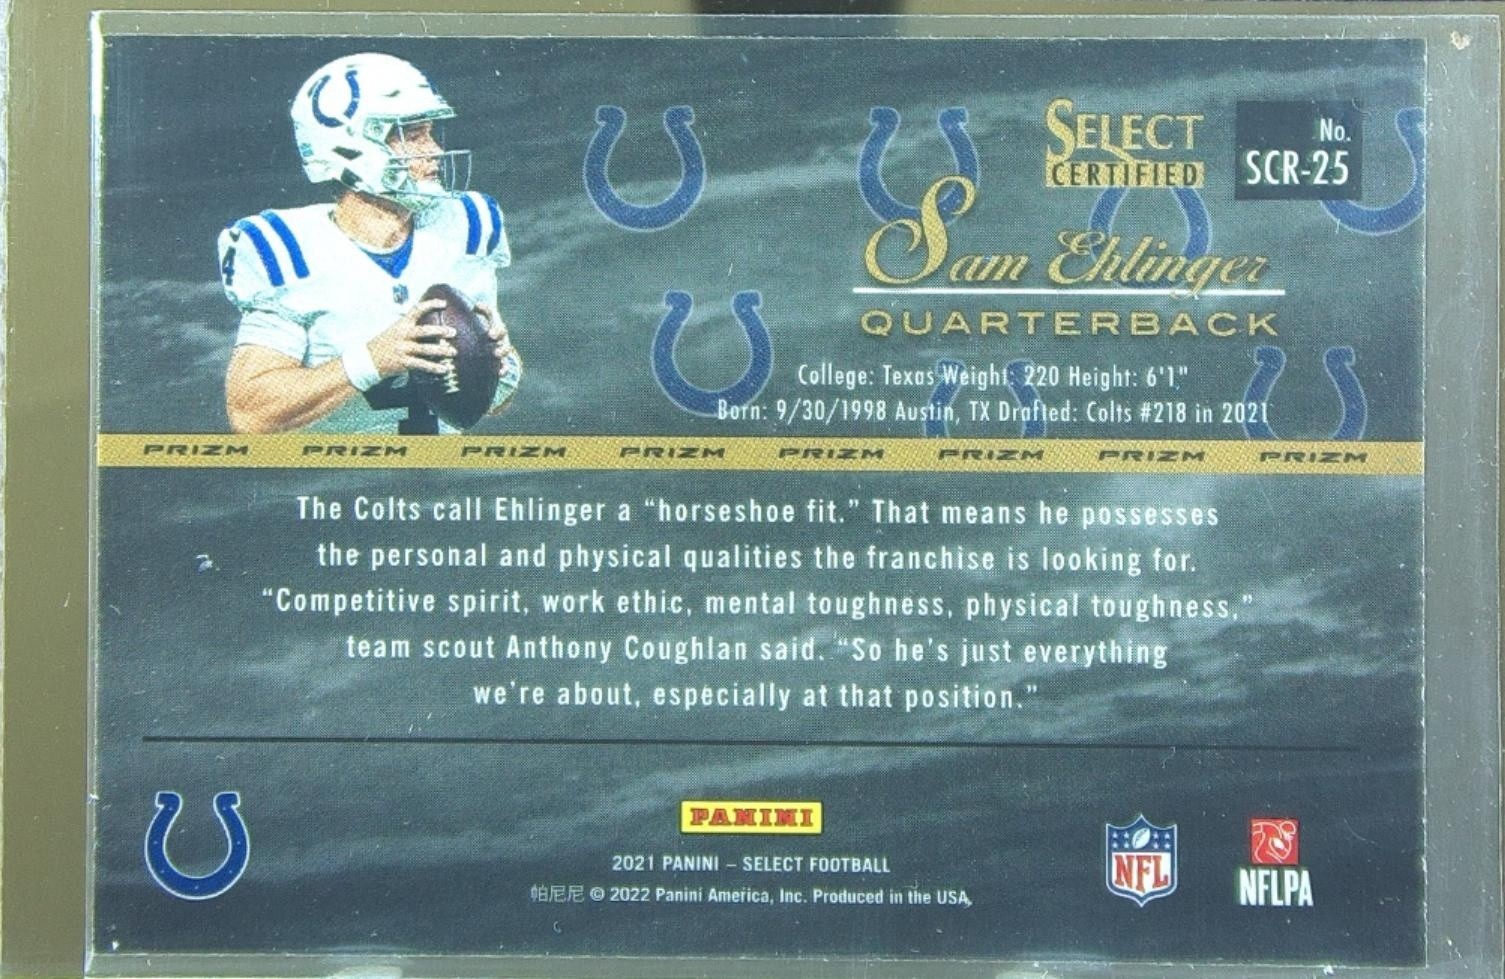 SELECT
CERTIFIED
No.
SCR-25
Sam Ehlinger
QUARTERBACK
College: Texas Weight: 220 Height: 6'1"
Born: 9/30/1998 Austin, TX Drafted: Colts #218 in 2021
PRIZM PRIZM PRIZM PRIZM PRIZM PRIZM PRIZM PRIZM
The Colts call Ehlinger a “horseshoe fit.” That means he possesses
the personal and physical qualities the franchise is looking for.
“Competitive spirit, work ethic, mental toughness, physical toughness,”
team scout Anthony Coughlan said. “So he's just everything
we're about, especially at that position.”
PANINI
2021 PANINI – SELECT FOOTBALL
帕尼尼 © 2022 Panini America, Inc. Produced in the USA.
NFL
NFLPA
4